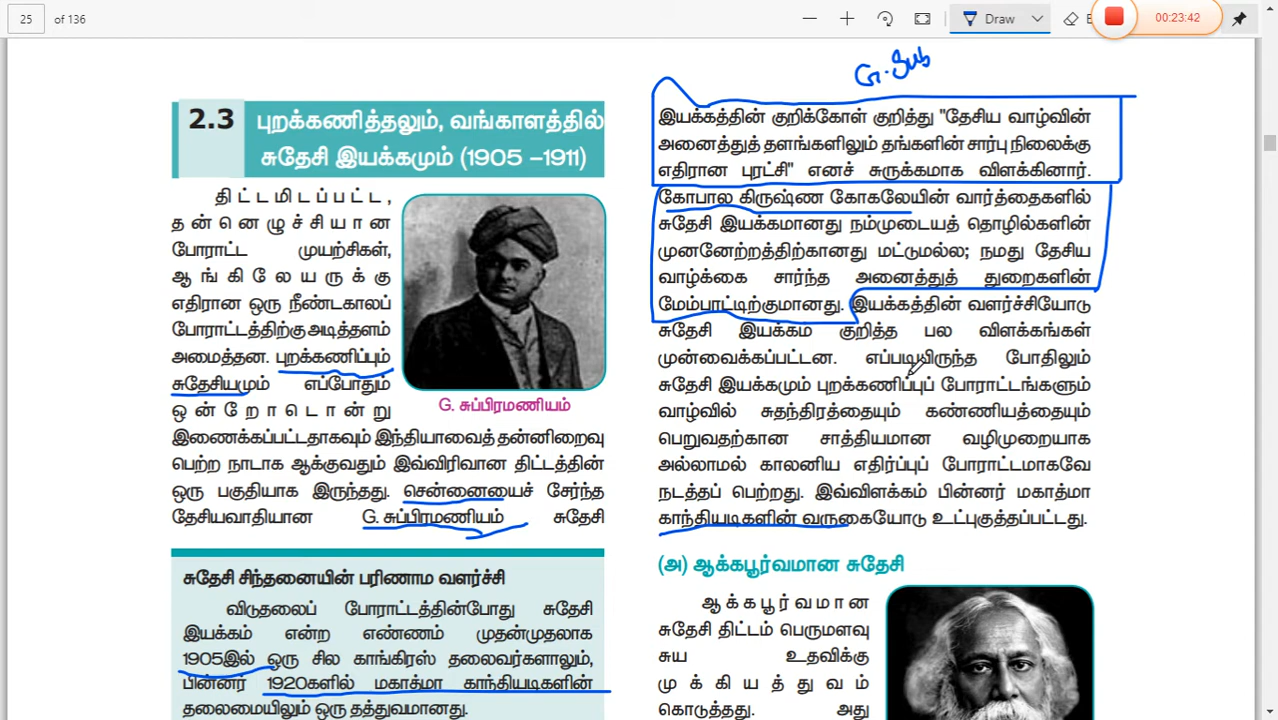 25
of 136
Draw
00:23:42
G. Sub
2.3
புறக்கணித்தலும், வங்காளத்தில்
சுதேசி இயக்கமும் (1905 –1911)
திட்டமிடப்பட்ட,
தன்னெழுச்சியான
போராட்ட முயற்சிகள்,
ஆங்கிலேயருக்கு
எதிரான ஒரு நீண்டகாலப்
போராட்டத்திற்கு அடித்தளம்
அமைத்தன. புறக்கணிப்பும்
சுதேசியமும் எப்போதும்
ஒன்றோடொன்று
G. சுப்பிரமணியம்
இணைக்கப்பட்டதாகவும் இந்தியாவைத் தன்னிறைவு
பெற்ற நாடாக ஆக்குவதும் இவ்விரிவான திட்டத்தின்
ஒரு பகுதியாக இருந்தது. சென்னையைச் சேர்ந்த
தேசியவாதியான G. சுப்பிரமணியம் சுதேசி
சுதேசி சிந்தனையின் பரிணாம வளர்ச்சி
விடுதலைப் போராட்டத்தின்போது சுதேசி
இயக்கம் என்ற எண்ணம் முதன்முதலாக
1905இல் ஒரு சில காங்கிரஸ் தலைவர்களாலும்,
பின்னர் 1920களில் மகாத்மா காந்தியடிகளின்
தலைமையிலும் ஒரு தத்துவமானது.
இயக்கத்தின் குறிக்கோள் குறித்து "தேசிய வாழ்வின்
அனைத்துத் தளங்களிலும் தங்களின் சார்பு நிலைக்கு
எதிரான புரட்சி" எனச் சுருக்கமாக விளக்கினார்.
கோபால கிருஷ்ண கோகலேயின் வார்த்தைகளில்
சுதேசி இயக்கமானது நம்முடையத் தொழில்களின்
முனனேற்றத்திற்கானது மட்டுமல்ல; நமது தேசிய
வாழ்க்கை சார்ந்த அனைத்துத் துறைகளின்
மேம்பாட்டிற்குமானது. இயக்கத்தின் வளர்ச்சியோடு
சுதேசி இயக்கம் குறித்த பல விளக்கங்கள்
முன்வைக்கப்பட்டன. எப்படியிருந்த போதிலும்
சுதேசி இயக்கமும் புறக்கணிப்புப் போராட்டங்களும்
வாழ்வில் சுதந்திரத்தையும் கண்ணியத்தையும்
பெறுவதற்கான சாத்தியமான வழிமுறையாக
அல்லாமல் காலனிய எதிர்ப்புப் போராட்டமாகவே
நடத்தப் பெற்றது. இவ்விளக்கம் பின்னர் மகாத்மா
காந்தியடிகளின் வருகையோடு உட்புகுத்தப்பட்டது.
(அ) ஆக்கபூர்வமான சுதேசி
ஆக்கபூர்வமான
சுதேசி திட்டம் பெருமளவு
சுய உதவிக்கு
முக்கியத்துவம்
கொடுத்தது. அது